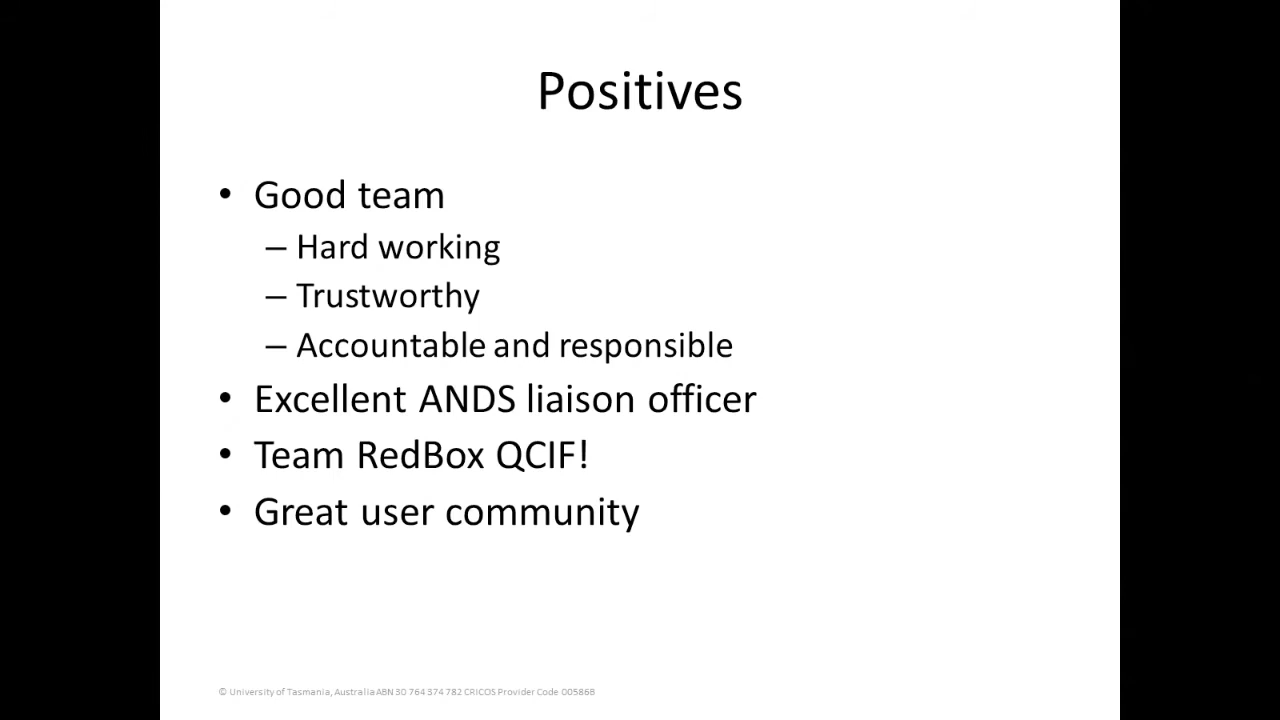 Positives
• Good team
– Hard working
– Trustworthy
– Accountable and responsible
• Excellent ANDS liaison officer
• Team RedBox QCIF!
• Great user community
© University of Tasmania, Australia ABN 30 764 374 782 CRICOS Provider Code 00586B